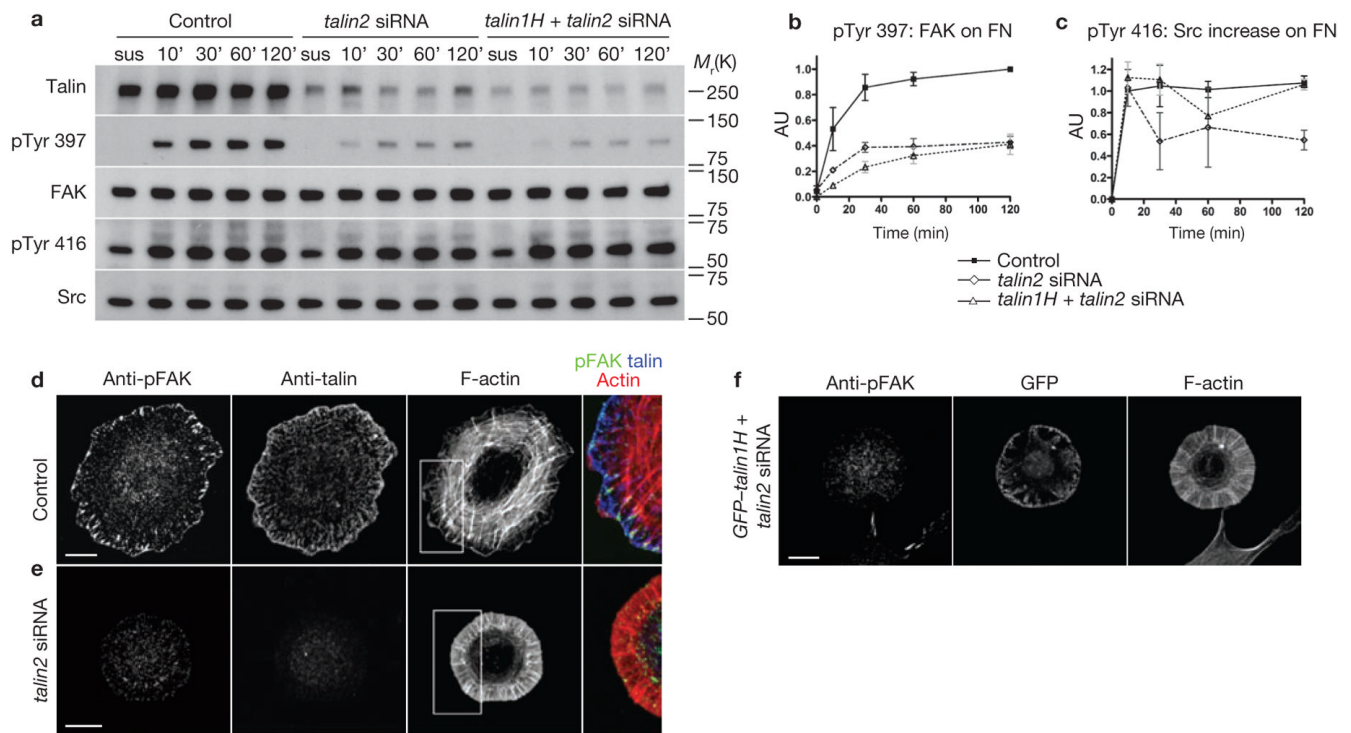 a
Control
talin2 siRNA
talin1H + talin2 siRNA
sus 10’ 30’ 60’ 120’ sus 10’ 30’ 60’ 120’ sus 10’ 30’ 60’ 120’
Mr(K)
Talin
250
150
pTyr 397
75
150
FAK
75
75
pTyr 416
50
75
Src
50
b
pTyr 397: FAK on FN
AU
1.0
0.8
0.6
0.4
0.2
0.0
0 20 40 60 80 100 120
Time (min)
c
pTyr 416: Src increase on FN
AU
1.2
1.0
0.8
0.6
0.4
0.2
0.0
0 20 40 60 80 100 120
Time (min)
Control
talin2 siRNA
talin1H + talin2 siRNA
d
Anti-pFAK
Anti-talin
F-actin
pFAK talin
Actin
Control
e
talin2 siRNA
f
Anti-pFAK
GFP
F-actin
GFP–talin1H +
talin2 siRNA